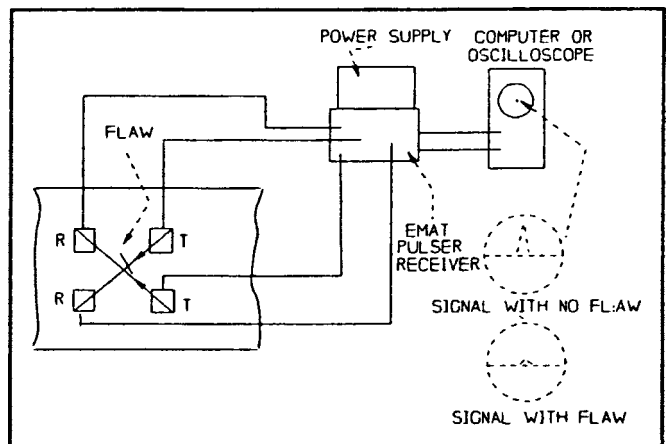 POWER SUPPLY
COMPUTER OR
OSCILLOSCOPE
FLAW
R
T
EMAT
PULSER
RECEIVER
R
T
SIGNAL WITH NO FL:AW
SIGNAL WITH FLAW